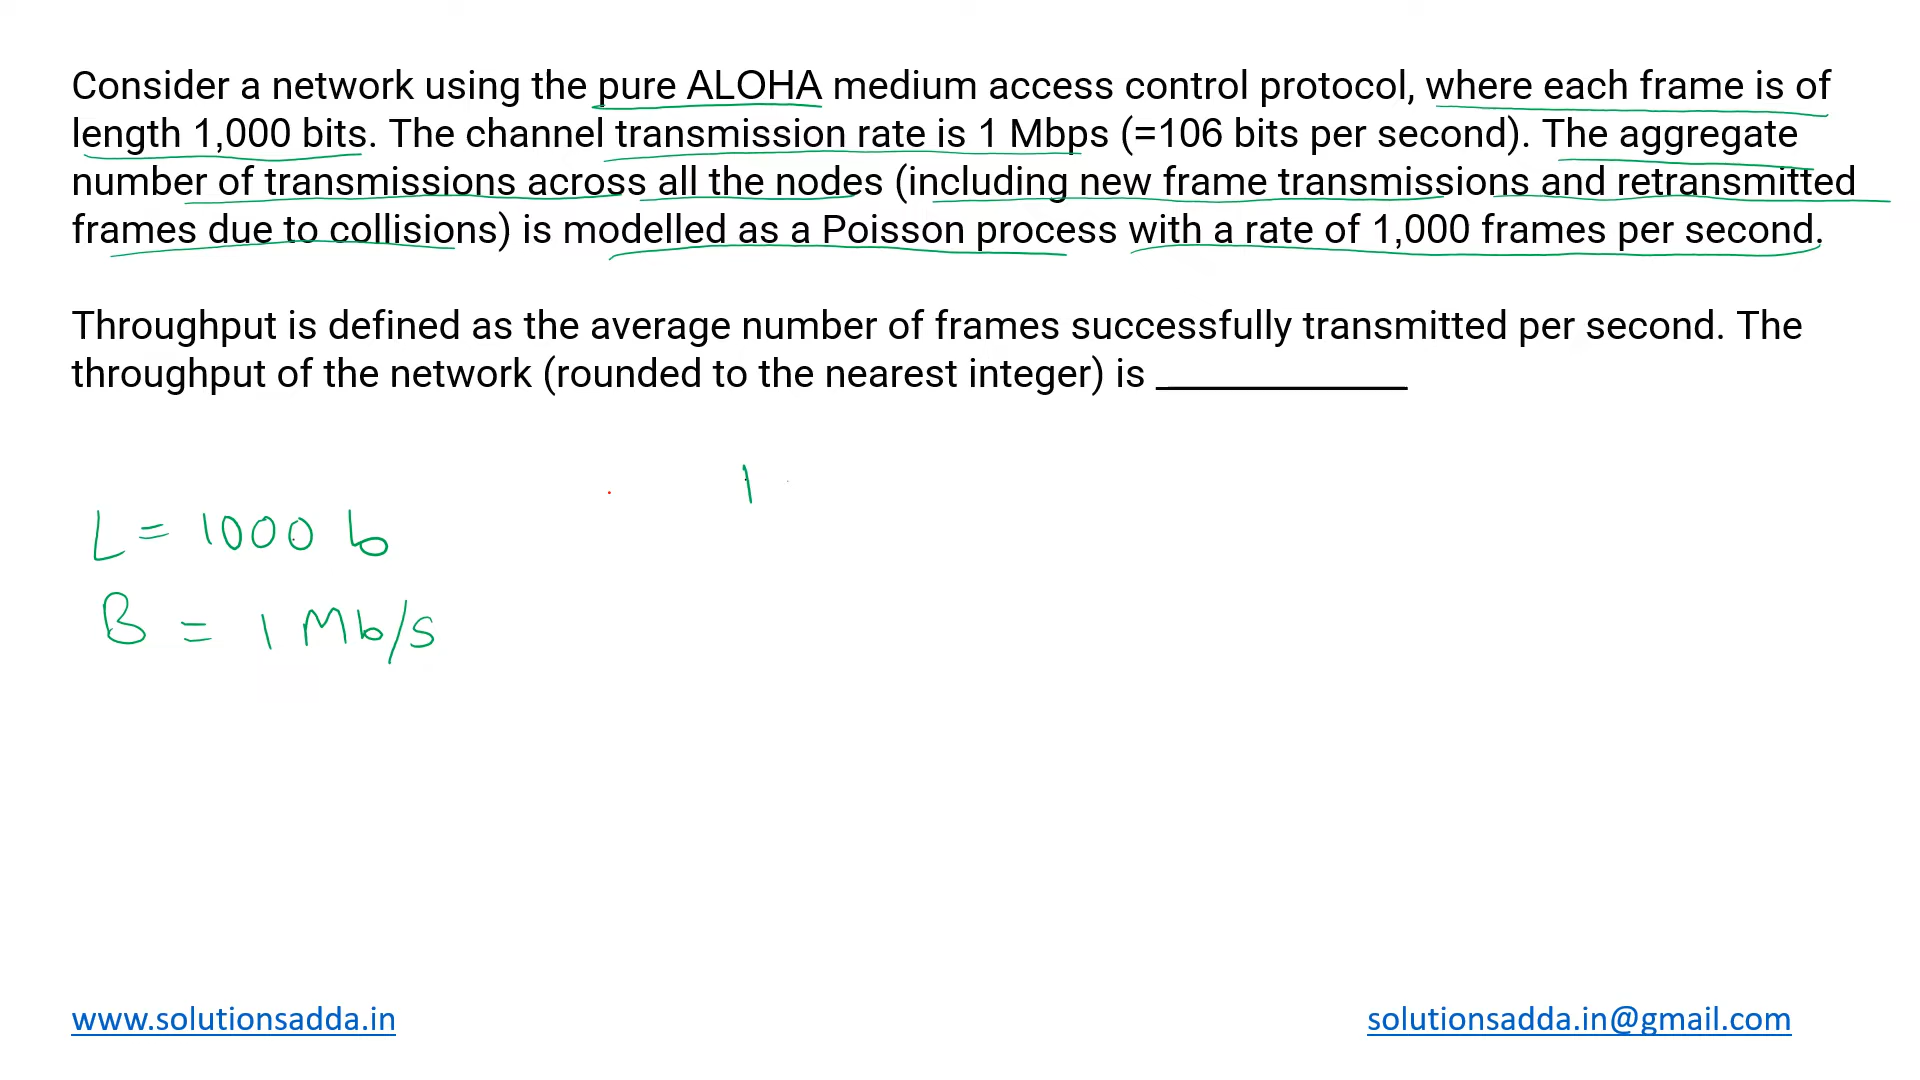 Consider a network using the pure ALOHA medium access control protocol, where each frame is of
length 1,000 bits. The channel transmission rate is 1 Mbps (=106 bits per second). The aggregate
number of transmissions across all the nodes (including new frame transmissions and retransmitted
frames due to collisions) is modelled as a Poisson process with a rate of 1,000 frames per second.
Throughput is defined as the average number of frames successfully transmitted per second. The
throughput of the network (rounded to the nearest integer) is ____________
L = 1000 b
1
B = 1 Mb/s
www.solutionsadda.in
solutionsadda.in@gmail.com